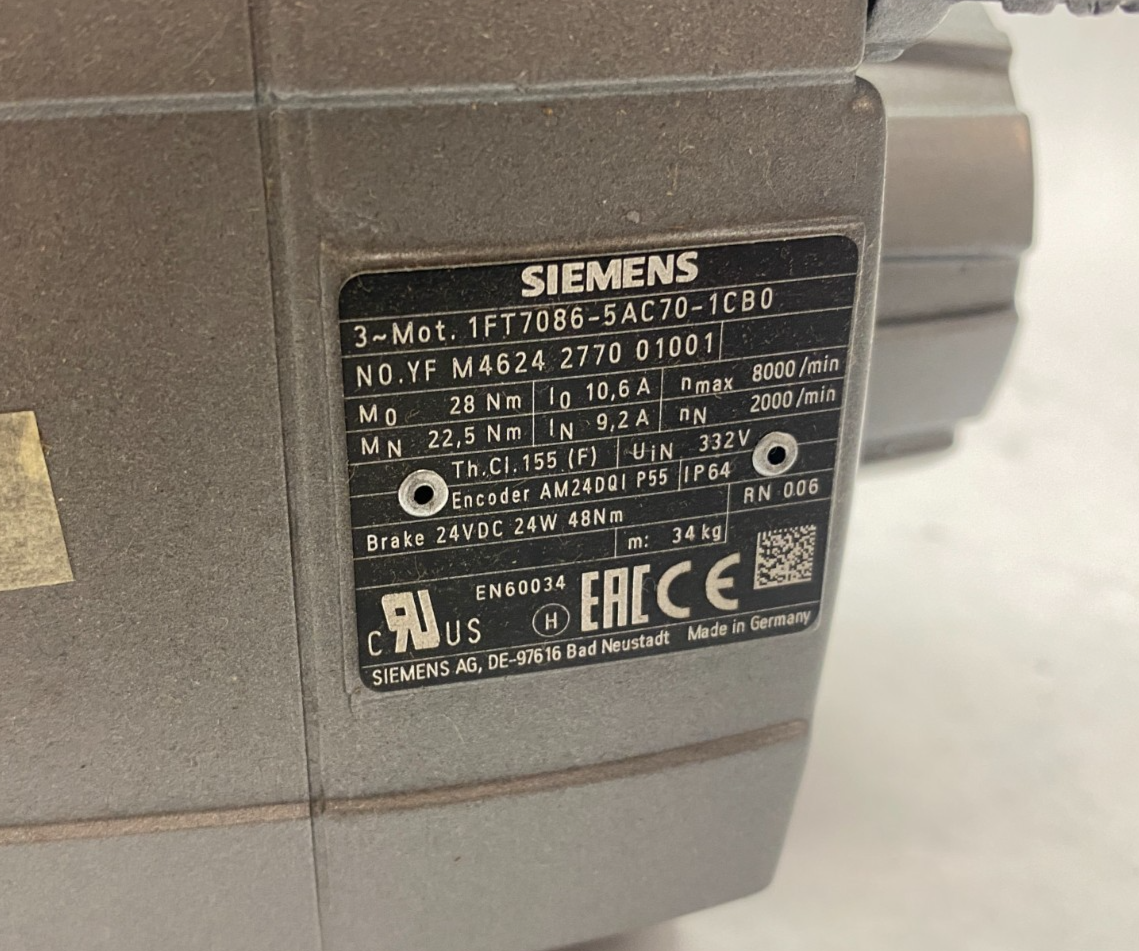 SIEMENS
3~Mot. 1FT7086-5AC70-1CB0
NO.YF M4624 2770 01001
M0 28 Nm I0 10,6 A nmax 8000/min
MN 22,5 Nm IN 9,2 A nN 2000/min
Th.Cl.155 (F) UiN 332V
Encoder AM24DQI P55 IP64
Brake 24VDC 24W 48Nm RN 006
m: 34 kg
EN60034
C RU US H EAC CE
SIEMENS AG, DE-97616 Bad Neustadt Made in Germany